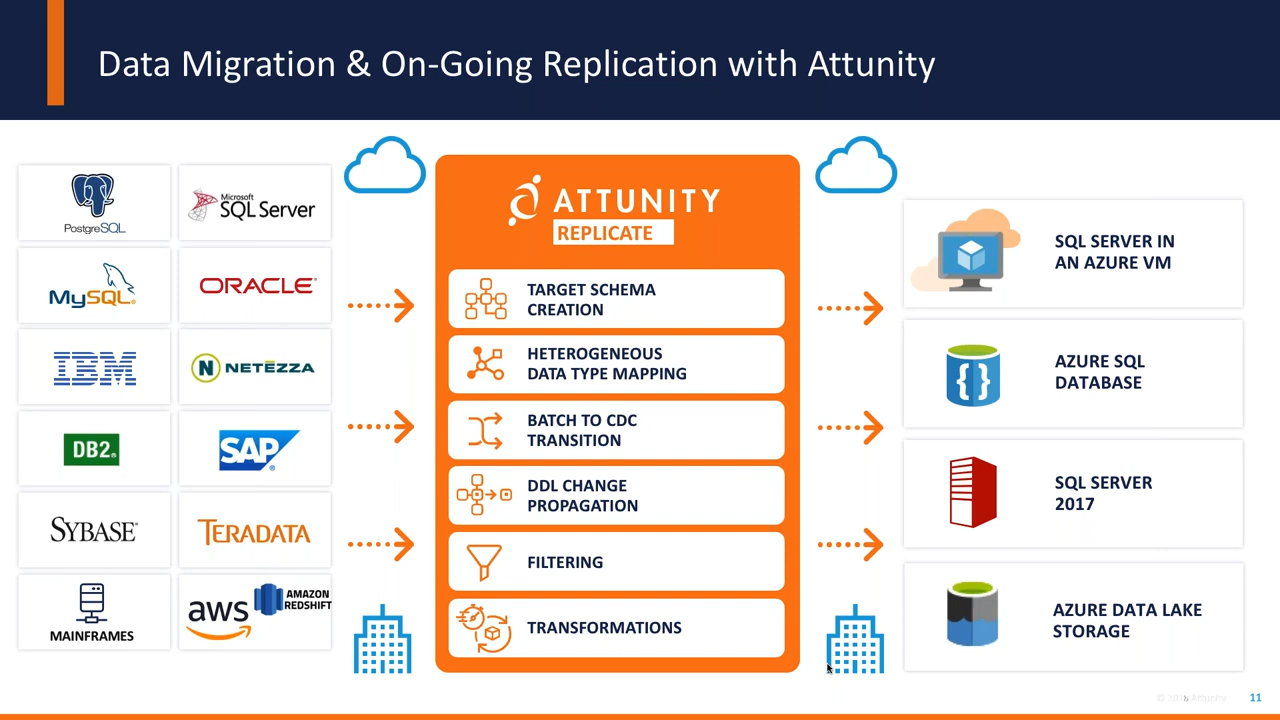 Data Migration & On-Going Replication with Attunity
PostgreSQL
Microsoft
SQL Server
MySQL
ORACLE
IBM
NETEZZA
DB2
SAP
SYBASE
TERADATA
MAINFRAMES
aws
AMAZON
REDSHIFT
ATTUNITY
REPLICATE
TARGET SCHEMA
CREATION
HETEROGENEOUS
DATA TYPE MAPPING
BATCH TO CDC
TRANSITION
DDL CHANGE
PROPAGATION
FILTERING
TRANSFORMATIONS
SQL SERVER IN
AN AZURE VM
AZURE SQL
DATABASE
SQL SERVER
2017
AZURE DATA LAKE
STORAGE
© 2018 Attunity
11